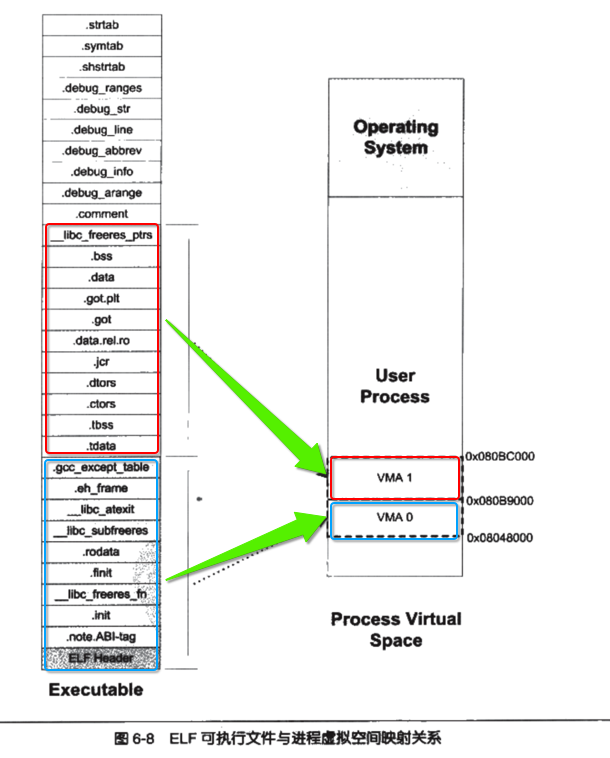 .strtab
.symtab
.shstrtab
.debug_ranges
.debug_str
.debug_line
.debug_abbrev
.debug_info
.debug_arange
.comment
__libc_freeres_ptrs
.bss
.data
.got.plt
.got
.data.rel.ro
.jcr
.dtors
.ctors
.tbss
.tdata
.gcc_except_table
.eh_frame
__libc_atexit
__libc_subfreeres
.rodata
.finit
__libc_freeres_fn
.init
.note.ABI-tag
ELF Header
Executable
Operating
System
User
Process
0x080BC000
VMA 1
0x080B9000
VMA 0
0x08048000
Process Virtual
Space
图 6-8 ELF 可执行文件与进程虚拟空间映射关系